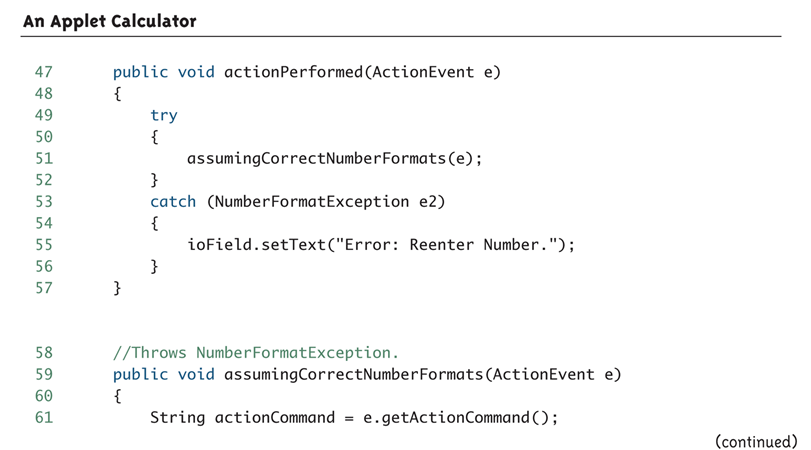 An Applet Calculator
47 public void actionPerformed(ActionEvent e)
48 {
49 try
50 {
51 assumingCorrectNumberFormats(e);
52 }
53 catch (NumberFormatException e2)
54 {
55 ioField.setText("Error: Reenter Number.");
56 }
57 }
58 //Throws NumberFormatException.
59 public void assumingCorrectNumberFormats(ActionEvent e)
60 {
61 String actionCommand = e.getActionCommand();
(continued)